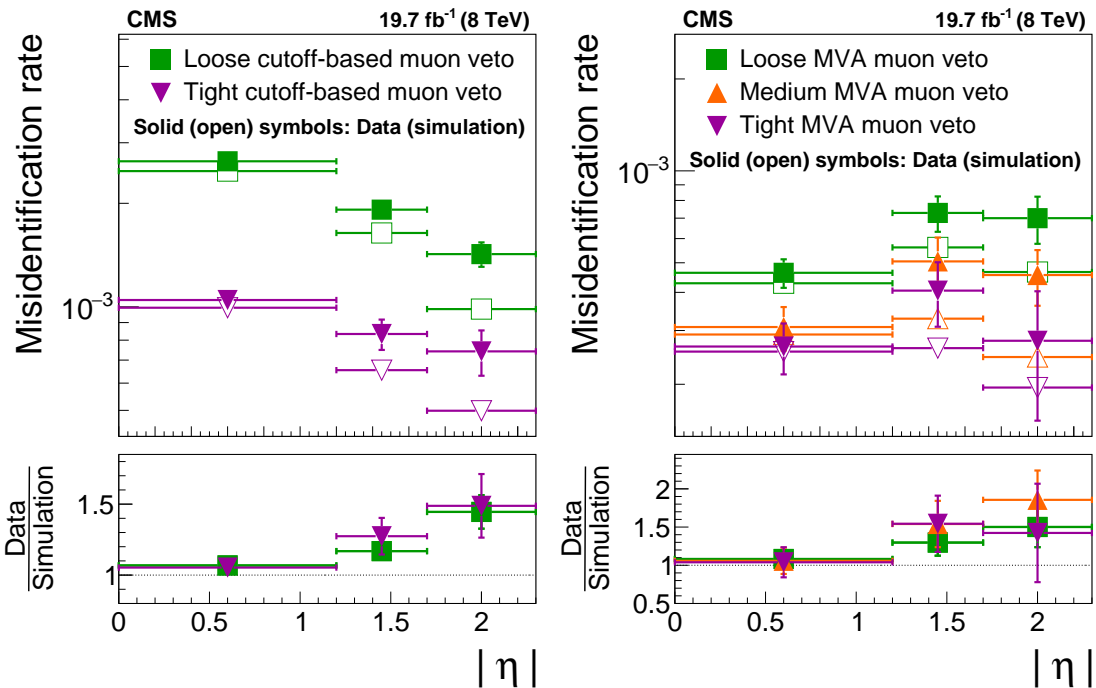 CMS 19.7 fb⁻¹ (8 TeV)
Misidentification rate
Loose cutoff-based muon veto
Tight cutoff-based muon veto
Solid (open) symbols: Data (simulation)
10⁻³
Data
Simulation
1.5
1
0 0.5 1 1.5 2
| η |
CMS 19.7 fb⁻¹ (8 TeV)
Misidentification rate
Loose MVA muon veto
Medium MVA muon veto
Tight MVA muon veto
Solid (open) symbols: Data (simulation)
10⁻³
Data
Simulation
2
1.5
1
0.5
0 0.5 1 1.5 2
| η |